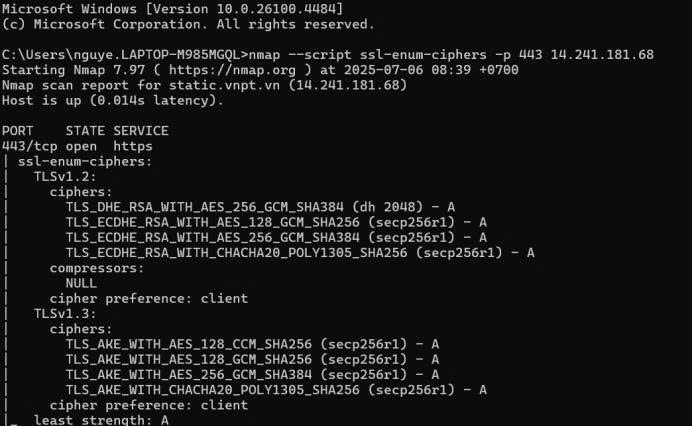 Microsoft Windows [Version 10.0.26100.4484]
(c) Microsoft Corporation. All rights reserved.
C:\Users\nguye.LAPTOP-M985MGQL>nmap --script ssl-enum-ciphers -p 443 14.241.181.68
Starting Nmap 7.97 ( https://nmap.org ) at 2025-07-06 08:39 +0700
Nmap scan report for static.vnpt.vn (14.241.181.68)
Host is up (0.014s latency).
PORT    STATE SERVICE
443/tcp open  https
| ssl-enum-ciphers:
|   TLSv1.2:
|     ciphers:
|       TLS_DHE_RSA_WITH_AES_256_GCM_SHA384 (dh 2048) - A
|       TLS_ECDHE_RSA_WITH_AES_128_GCM_SHA256 (secp256r1) - A
|       TLS_ECDHE_RSA_WITH_AES_256_GCM_SHA384 (secp256r1) - A
|       TLS_ECDHE_RSA_WITH_CHACHA20_POLY1305_SHA256 (secp256r1) - A
|     compressors:
|       NULL
|     cipher preference: client
|   TLSv1.3:
|     ciphers:
|       TLS_AKE_WITH_AES_128_CCM_SHA256 (secp256r1) - A
|       TLS_AKE_WITH_AES_128_GCM_SHA256 (secp256r1) - A
|       TLS_AKE_WITH_AES_256_GCM_SHA384 (secp256r1) - A
|       TLS_AKE_WITH_CHACHA20_POLY1305_SHA256 (secp256r1) - A
|     cipher preference: client
|_  least strength: A